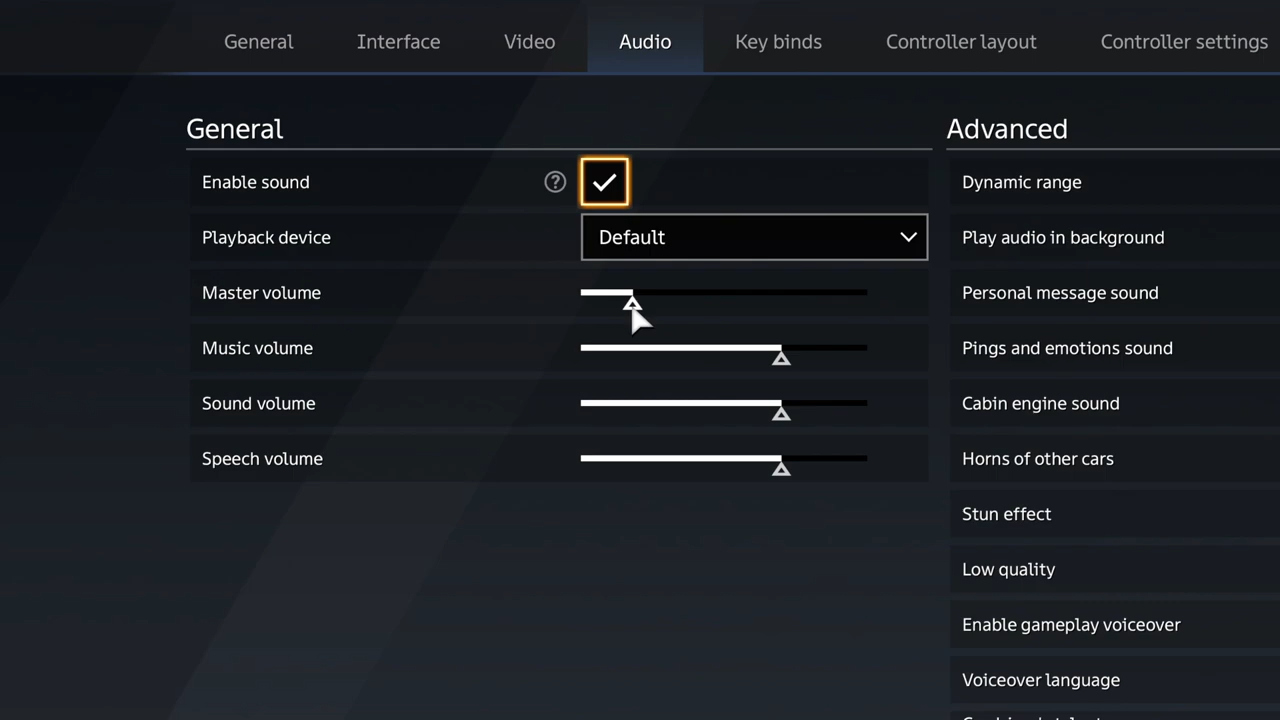 General Interface Video Audio Key binds Controller layout Controller settings
General
Enable sound ?
Playback device Default
Master volume
Music volume
Sound volume
Speech volume
Advanced
Dynamic range
Play audio in background
Personal message sound
Pings and emotions sound
Cabin engine sound
Horns of other cars
Stun effect
Low quality
Enable gameplay voiceover
Voiceover language